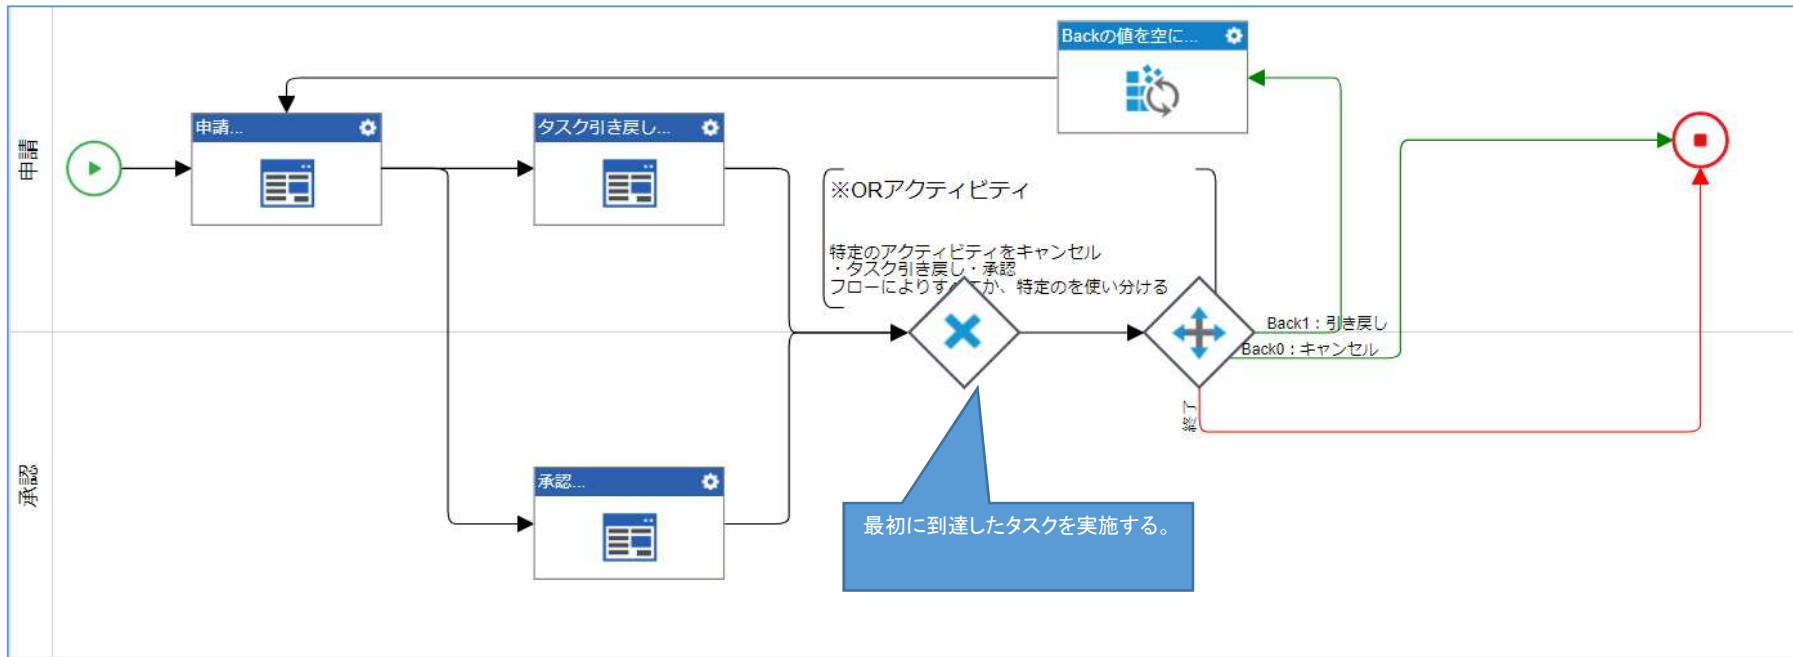 Backの値を空に...
申請...
タスク引き戻し...
申請
※ORアクティビティ
特定のアクティビティをキャンセル
・タスク引き戻し・承認
フローによりす か、特定のを使い分ける
Back1：引き戻し
Back0：キャンセル
終了
承認...
承認
最初に到達したタスクを実施する。